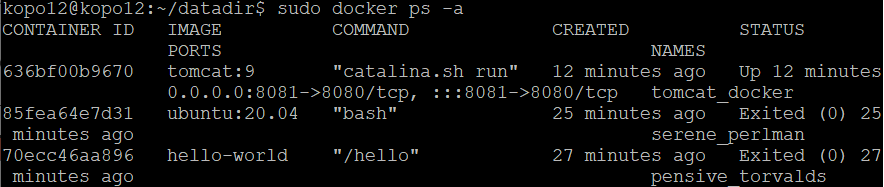 kopo12@kopo12:~/datadir$ sudo docker ps -a
CONTAINER ID   IMAGE          COMMAND             CREATED          STATUS
               PORTS                                       NAMES
636bf00b9670   tomcat:9       "catalina.sh run"   12 minutes ago   Up 12 minutes
               0.0.0.0:8081->8080/tcp, :::8081->8080/tcp   tomcat_docker
85fea64e7d31   ubuntu:20.04   "bash"              25 minutes ago   Exited (0) 25
 minutes ago                                               serene_perlman
70ecc46aa896   hello-world    "/hello"            27 minutes ago   Exited (0) 27
 minutes ago                                               pensive_torvalds